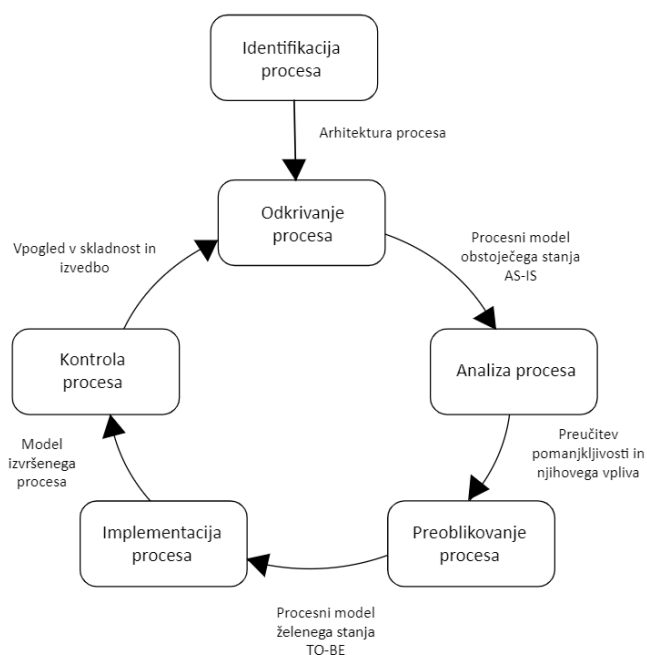 Identifikacija
procesa
Arhitektura procesa
Odkrivanje
procesa
Procesni model
obstoječega stanja
AS-IS
Vpogled v skladnost in
izvedbo
Analiza procesa
Kontrola
procesa
Preučitev
pomanjkljivosti in
njihovega vpliva
Model
izvršenega
procesa
Preoblikovanje
procesa
Implementacija
procesa
Procesni model
želenega stanja
TO-BE